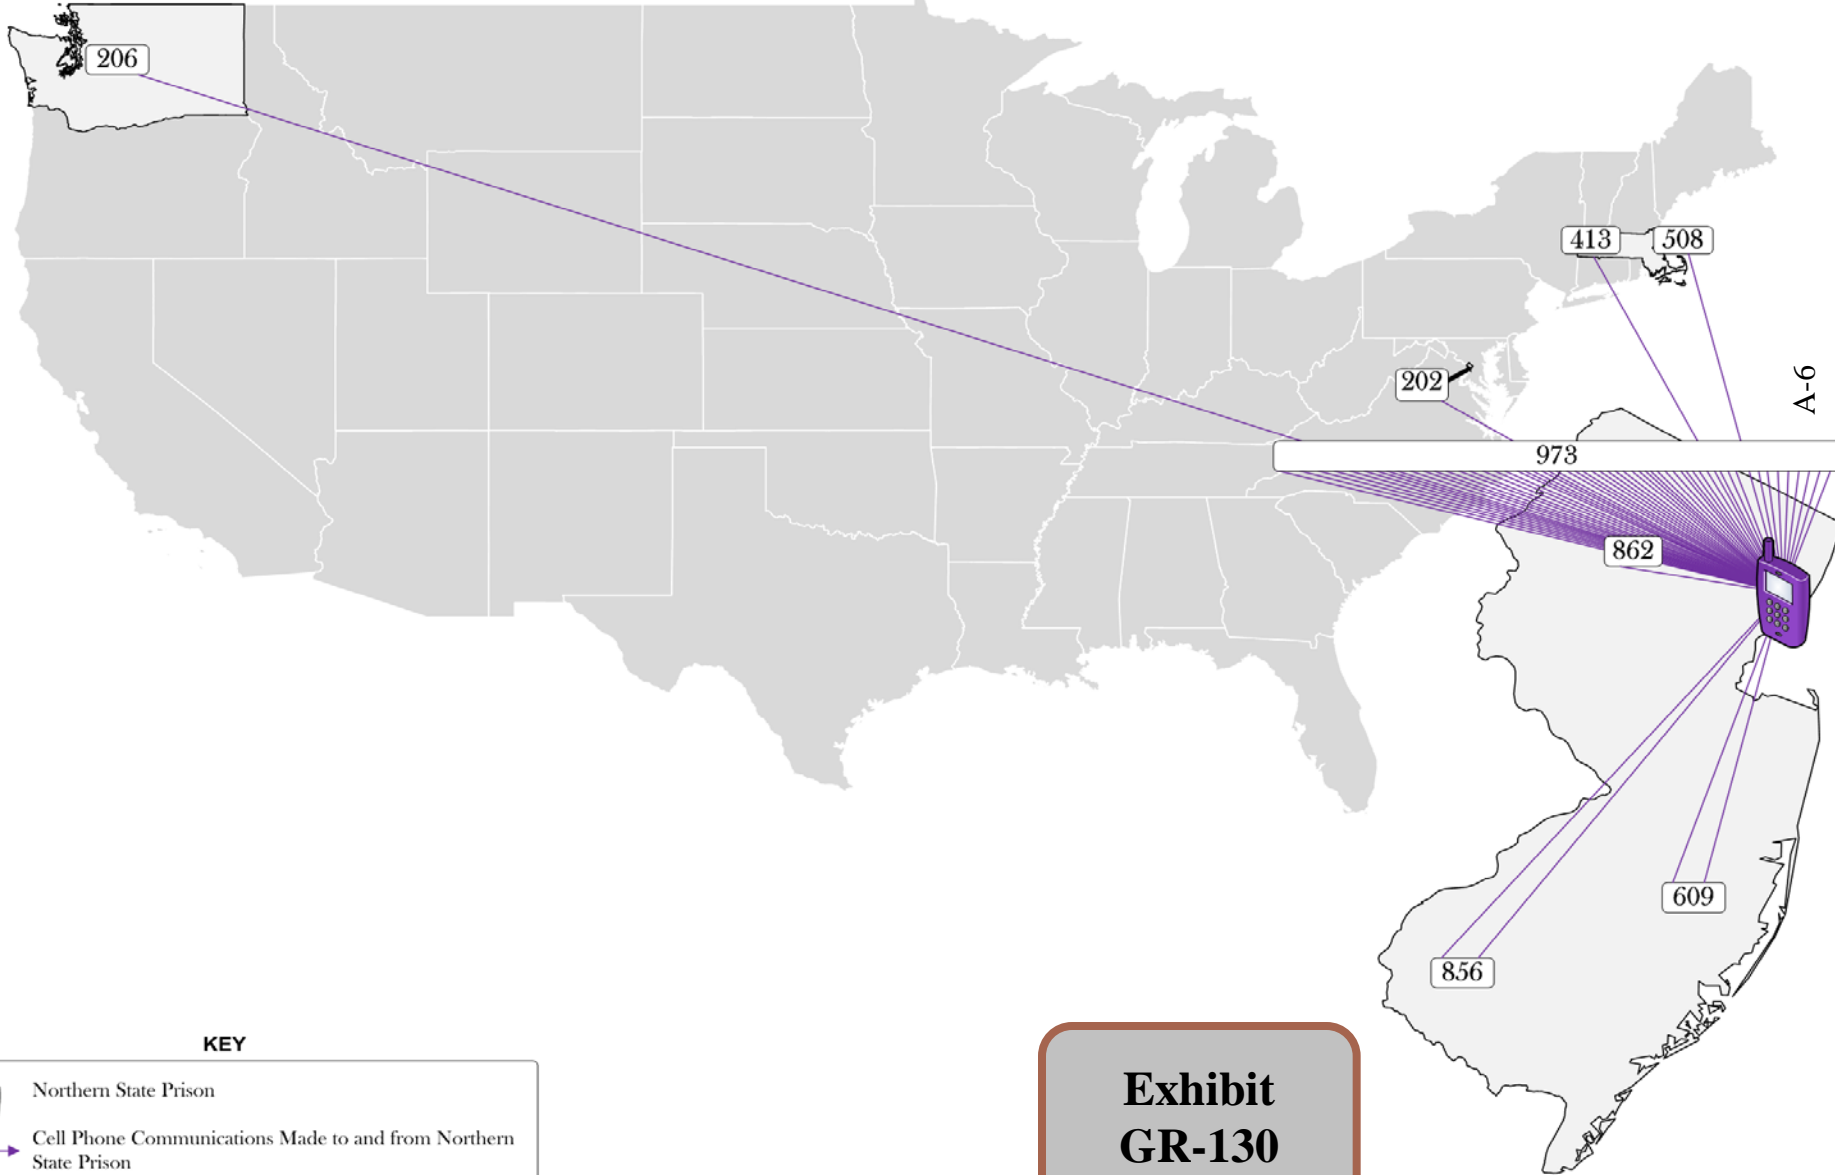 206
413
508
202
A-6
973
862
609
856
KEY
Northern State Prison
Cell Phone Communications Made to and from Northern
State Prison
Exhibit
GR-130